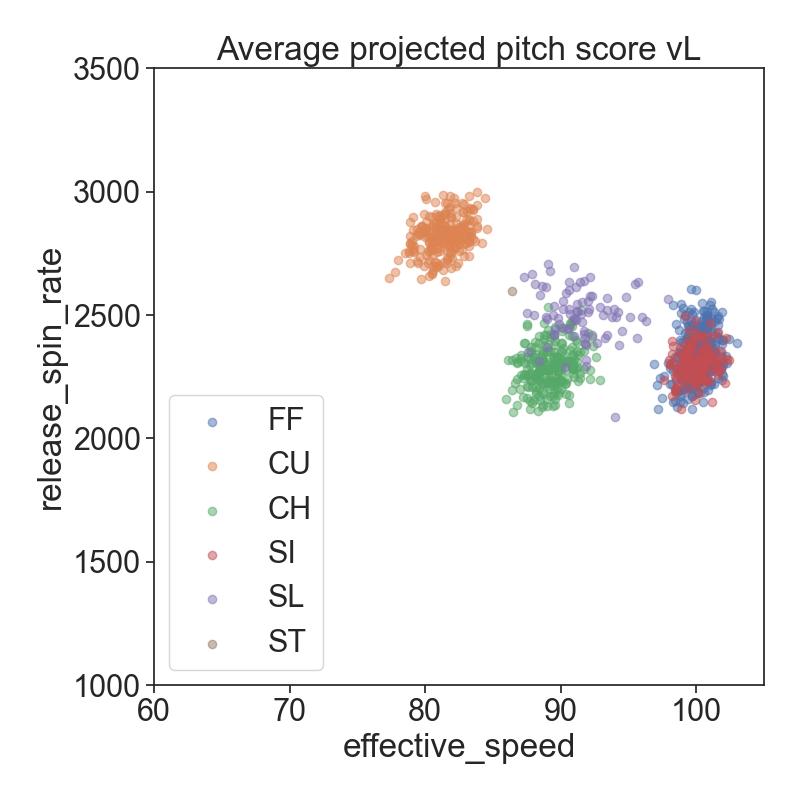 Average projected pitch score vL
3500
3000
2500
2000
1500
1000
release_spin_rate
FF
CU
CH
SI
SL
ST
60 70 80 90 100
effective_speed